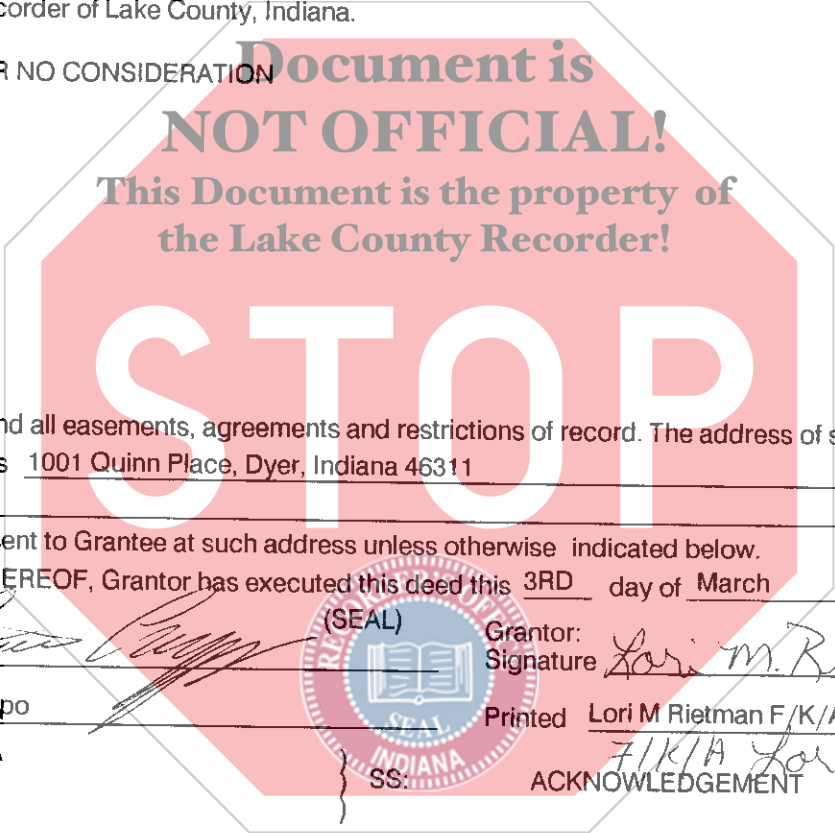 corder of Lake County, Indiana.
R NO CONSIDERATION
Document is
NOT OFFICIAL!
This Document is the property of
the Lake County Recorder!
STOP
nd all easements, agreements and restrictions of record. The address of s
s 1001 Quinn Place, Dyer, Indiana 46311
ent to Grantee at such address unless otherwise indicated below.
EREOF, Grantor has executed this deed this 3RD day of March
(SEAL)
Grantor:
Signature Lori M. R
po
Printed Lori M Rietman F/K/A
F/K/A Lor
SS:
ACKNOWLEDGEMENT
SEAL
INDIANA